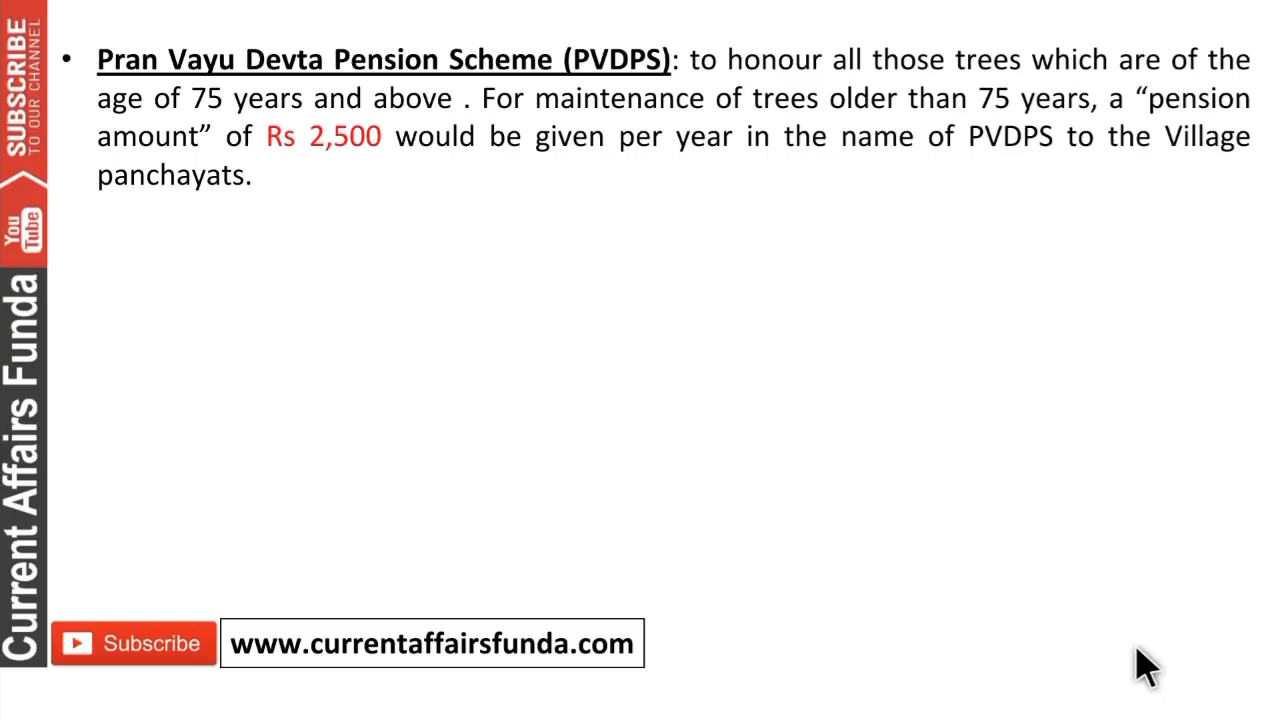 • Pran Vayu Devta Pension Scheme (PVDPS): to honour all those trees which are of the
age of 75 years and above . For maintenance of trees older than 75 years, a “pension
amount” of Rs 2,500 would be given per year in the name of PVDPS to the Village
panchayats.
SUBSCRIBE
TO OUR CHANNEL
You
Tube
Current Affairs Funda
Subscribe
www.currentaffairsfunda.com